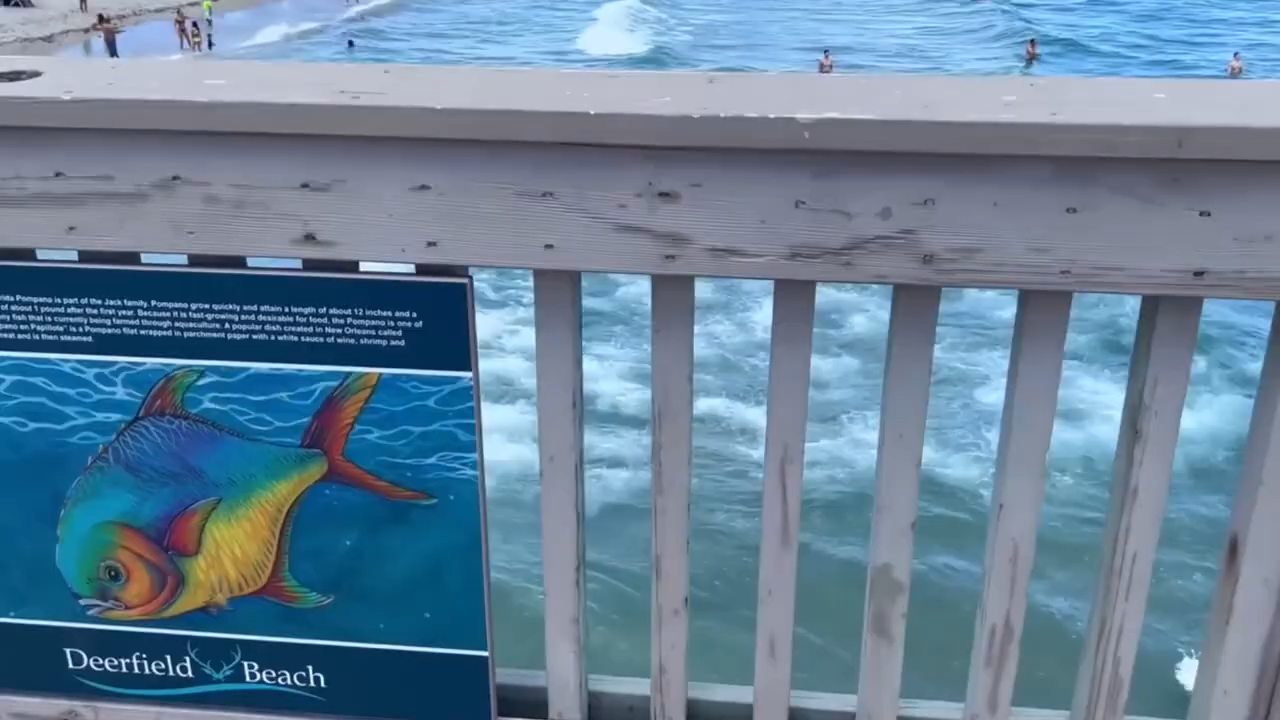 rida Pompano is part of the Jack family. Pompano grow quickly and attain a length of about 12 inches and a
of about 1 pound after the first year. Because it is fast-growing and desirable for food, the Pompano is one of
ny fish that is currently being farmed through aquaculture. A popular dish created in New Orleans called
pano en Papillote" is a Pompano filet wrapped in parchment paper with a white sauce of wine, shrimp and
meat and is then steamed.
Deerfield Beach